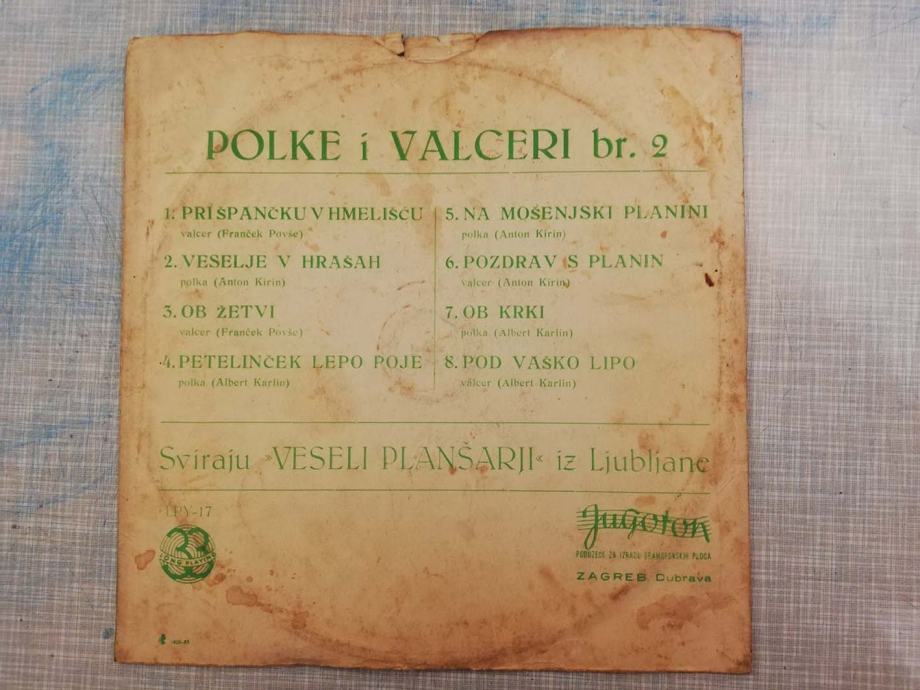 POLKE i VALCERI br. 2
1. PRI ŠPANČKU V HMELIŠČU
valcer (Franček Povše)
2. VESELJE V HRAŠAH
polka (Anton Kirin)
3. OB ŽETVI
valcer (Franček Povše)
4. PETELINČEK LEPO POJE
polka (Albert Karlin)
5. NA MOŠENJSKI PLANINI
polka (Anton Kirin)
6. POZDRAV S PLANIN
valcer (Anton Kirin)
7. OB KRKI
polka (Albert Karlin)
8. POD VAŠKO LIPO
valcer (Albert Karlin)
Sviraju »VESELI PLANŠARJI« iz Ljubljane
LPY-17
33
LONG PLAYING
Jugoton
PODUZEĆE ZA IZRADU GRAMOFONSKIH PLOČA
ZAGREB, Dubrava